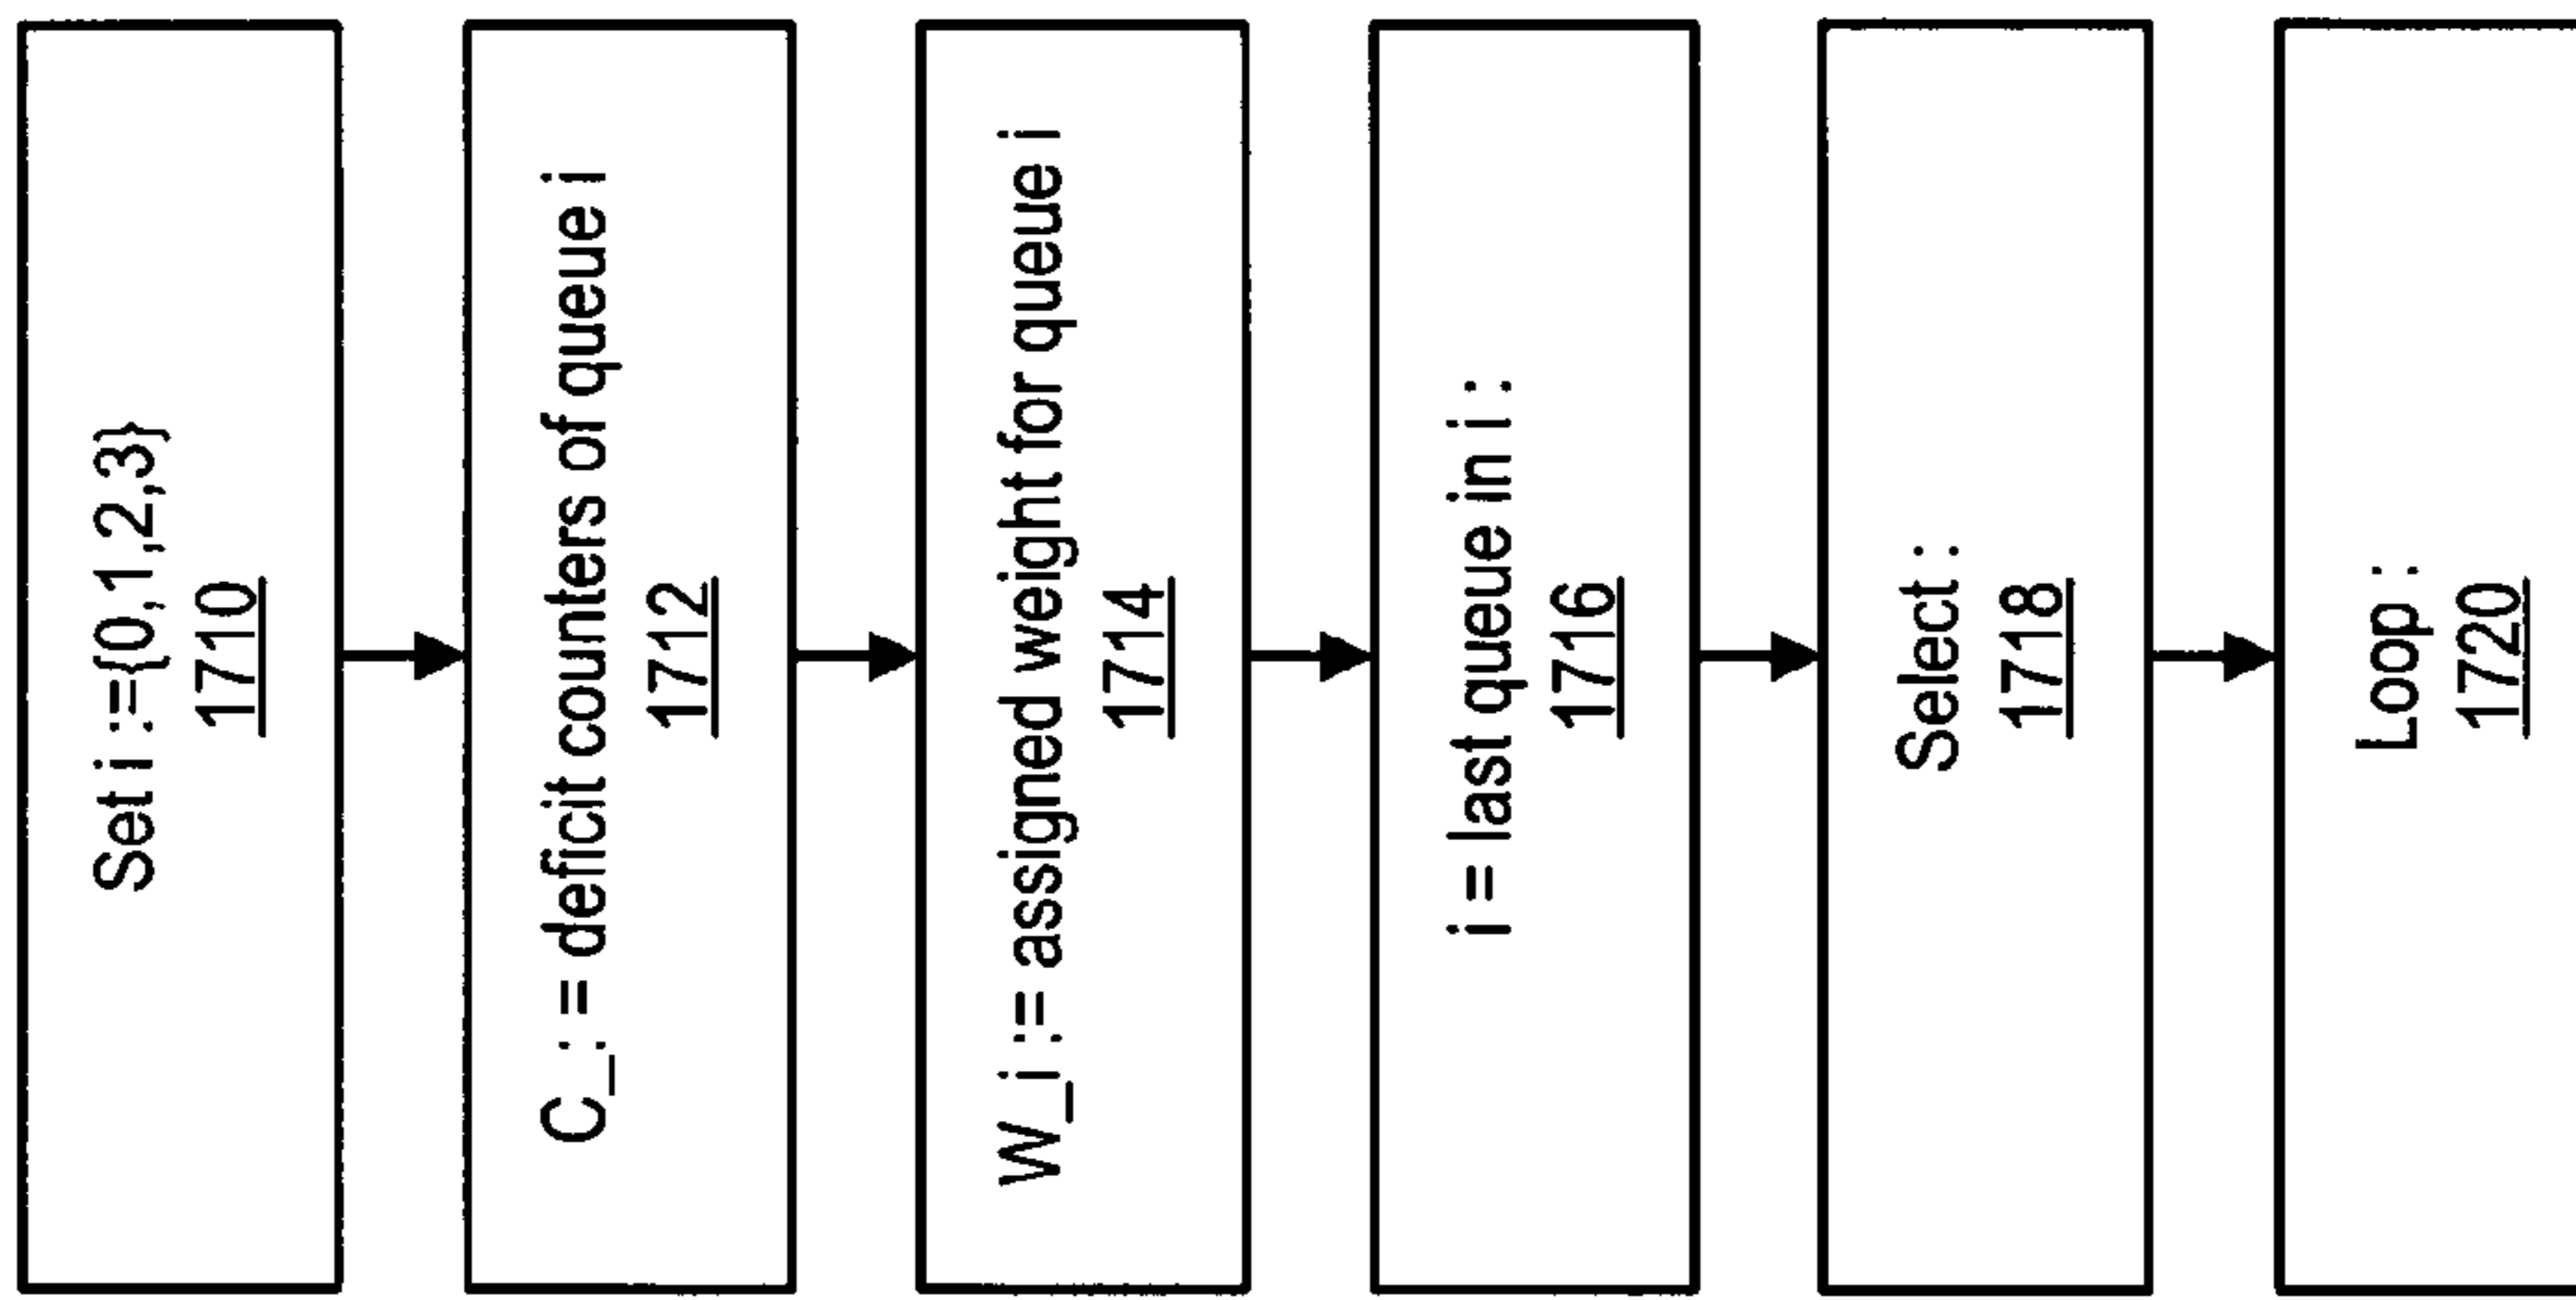 Set i :={0,1,2,3}
1710
C_: = deficit counters of queue i
1712
W_i := assigned weight for queue i
1714
i = last queue in i :
1716
Select :
1718
Loop :
1720